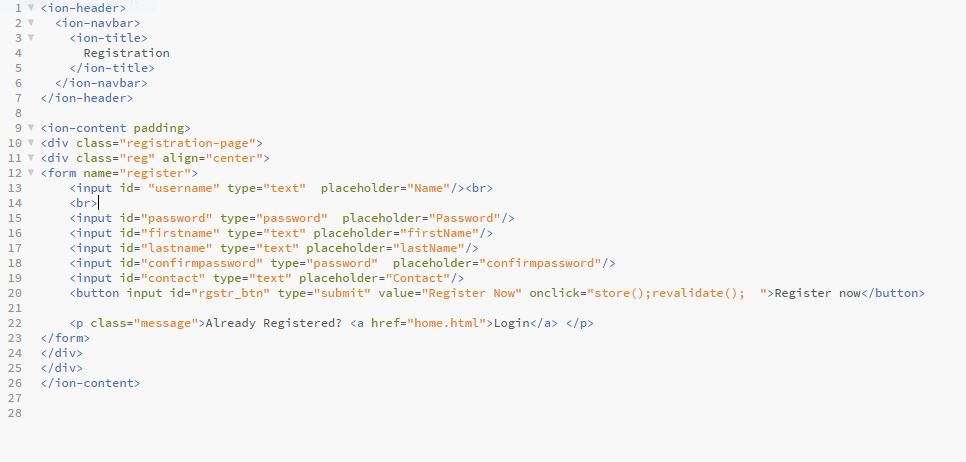 1 <ion-header>
2 <ion-navbar>
3 <ion-title>
4 Registration
5 </ion-title>
6 </ion-navbar>
7 </ion-header>
8
9 <ion-content padding>
10 <div class="registration-page">
11 <div class="reg" align="center">
12 <form name="register">
13 <input id= "username" type="text"  placeholder="Name"/><br>
14 <br>
15 <input id="password" type="password"  placeholder="Password"/>
16 <input id="firstname" type="text" placeholder="firstName"/>
17 <input id="lastname" type="text" placeholder="lastName"/>
18 <input id="confirmpassword" type="password"  placeholder="confirmpassword"/>
19 <input id="contact" type="text" placeholder="Contact"/>
20 <button input id="rgstr_btn" type="submit" value="Register Now" onclick="store();revalidate();  ">Register now</button>
21
22 <p class="message">Already Registered? <a href="home.html">Login</a> </p>
23 </form>
24 </div>
25 </div>
26 </ion-content>
27
28